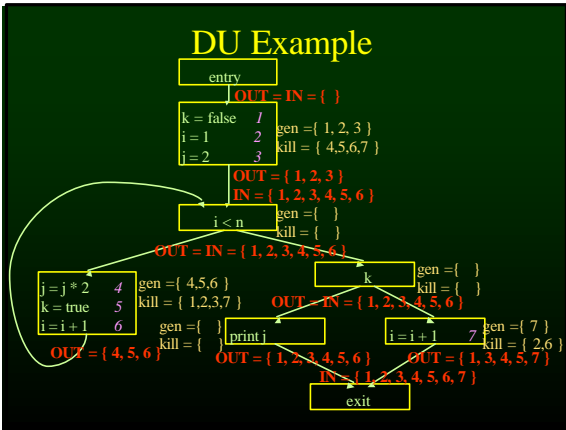 DU Example
entry
OUT = IN = { }
k = false 1
i = 1 2
j = 2 3
gen ={ 1, 2, 3 }
kill = { 4,5,6,7 }
OUT = { 1, 2, 3 }
IN = { 1, 2, 3, 4, 5, 6 }
i < n
gen ={ }
kill = { }
OUT = IN = { 1, 2, 3, 4, 5, 6 }
j = j * 2 4
k = true 5
i = i + 1 6
gen ={ 4,5,6 }
kill = { 1,2,3,7 }
OUT = { 4, 5, 6 }
k
gen ={ }
kill = { }
OUT = IN = { 1, 2, 3, 4, 5, 6 }
print j
gen ={ }
kill = { }
OUT = { 1, 2, 3, 4, 5, 6 }
i = i + 1 7
gen ={ 7 }
kill = { 2,6 }
OUT = { 1, 3, 4, 5, 7 }
IN = { 1, 2, 3, 4, 5, 6, 7 }
exit